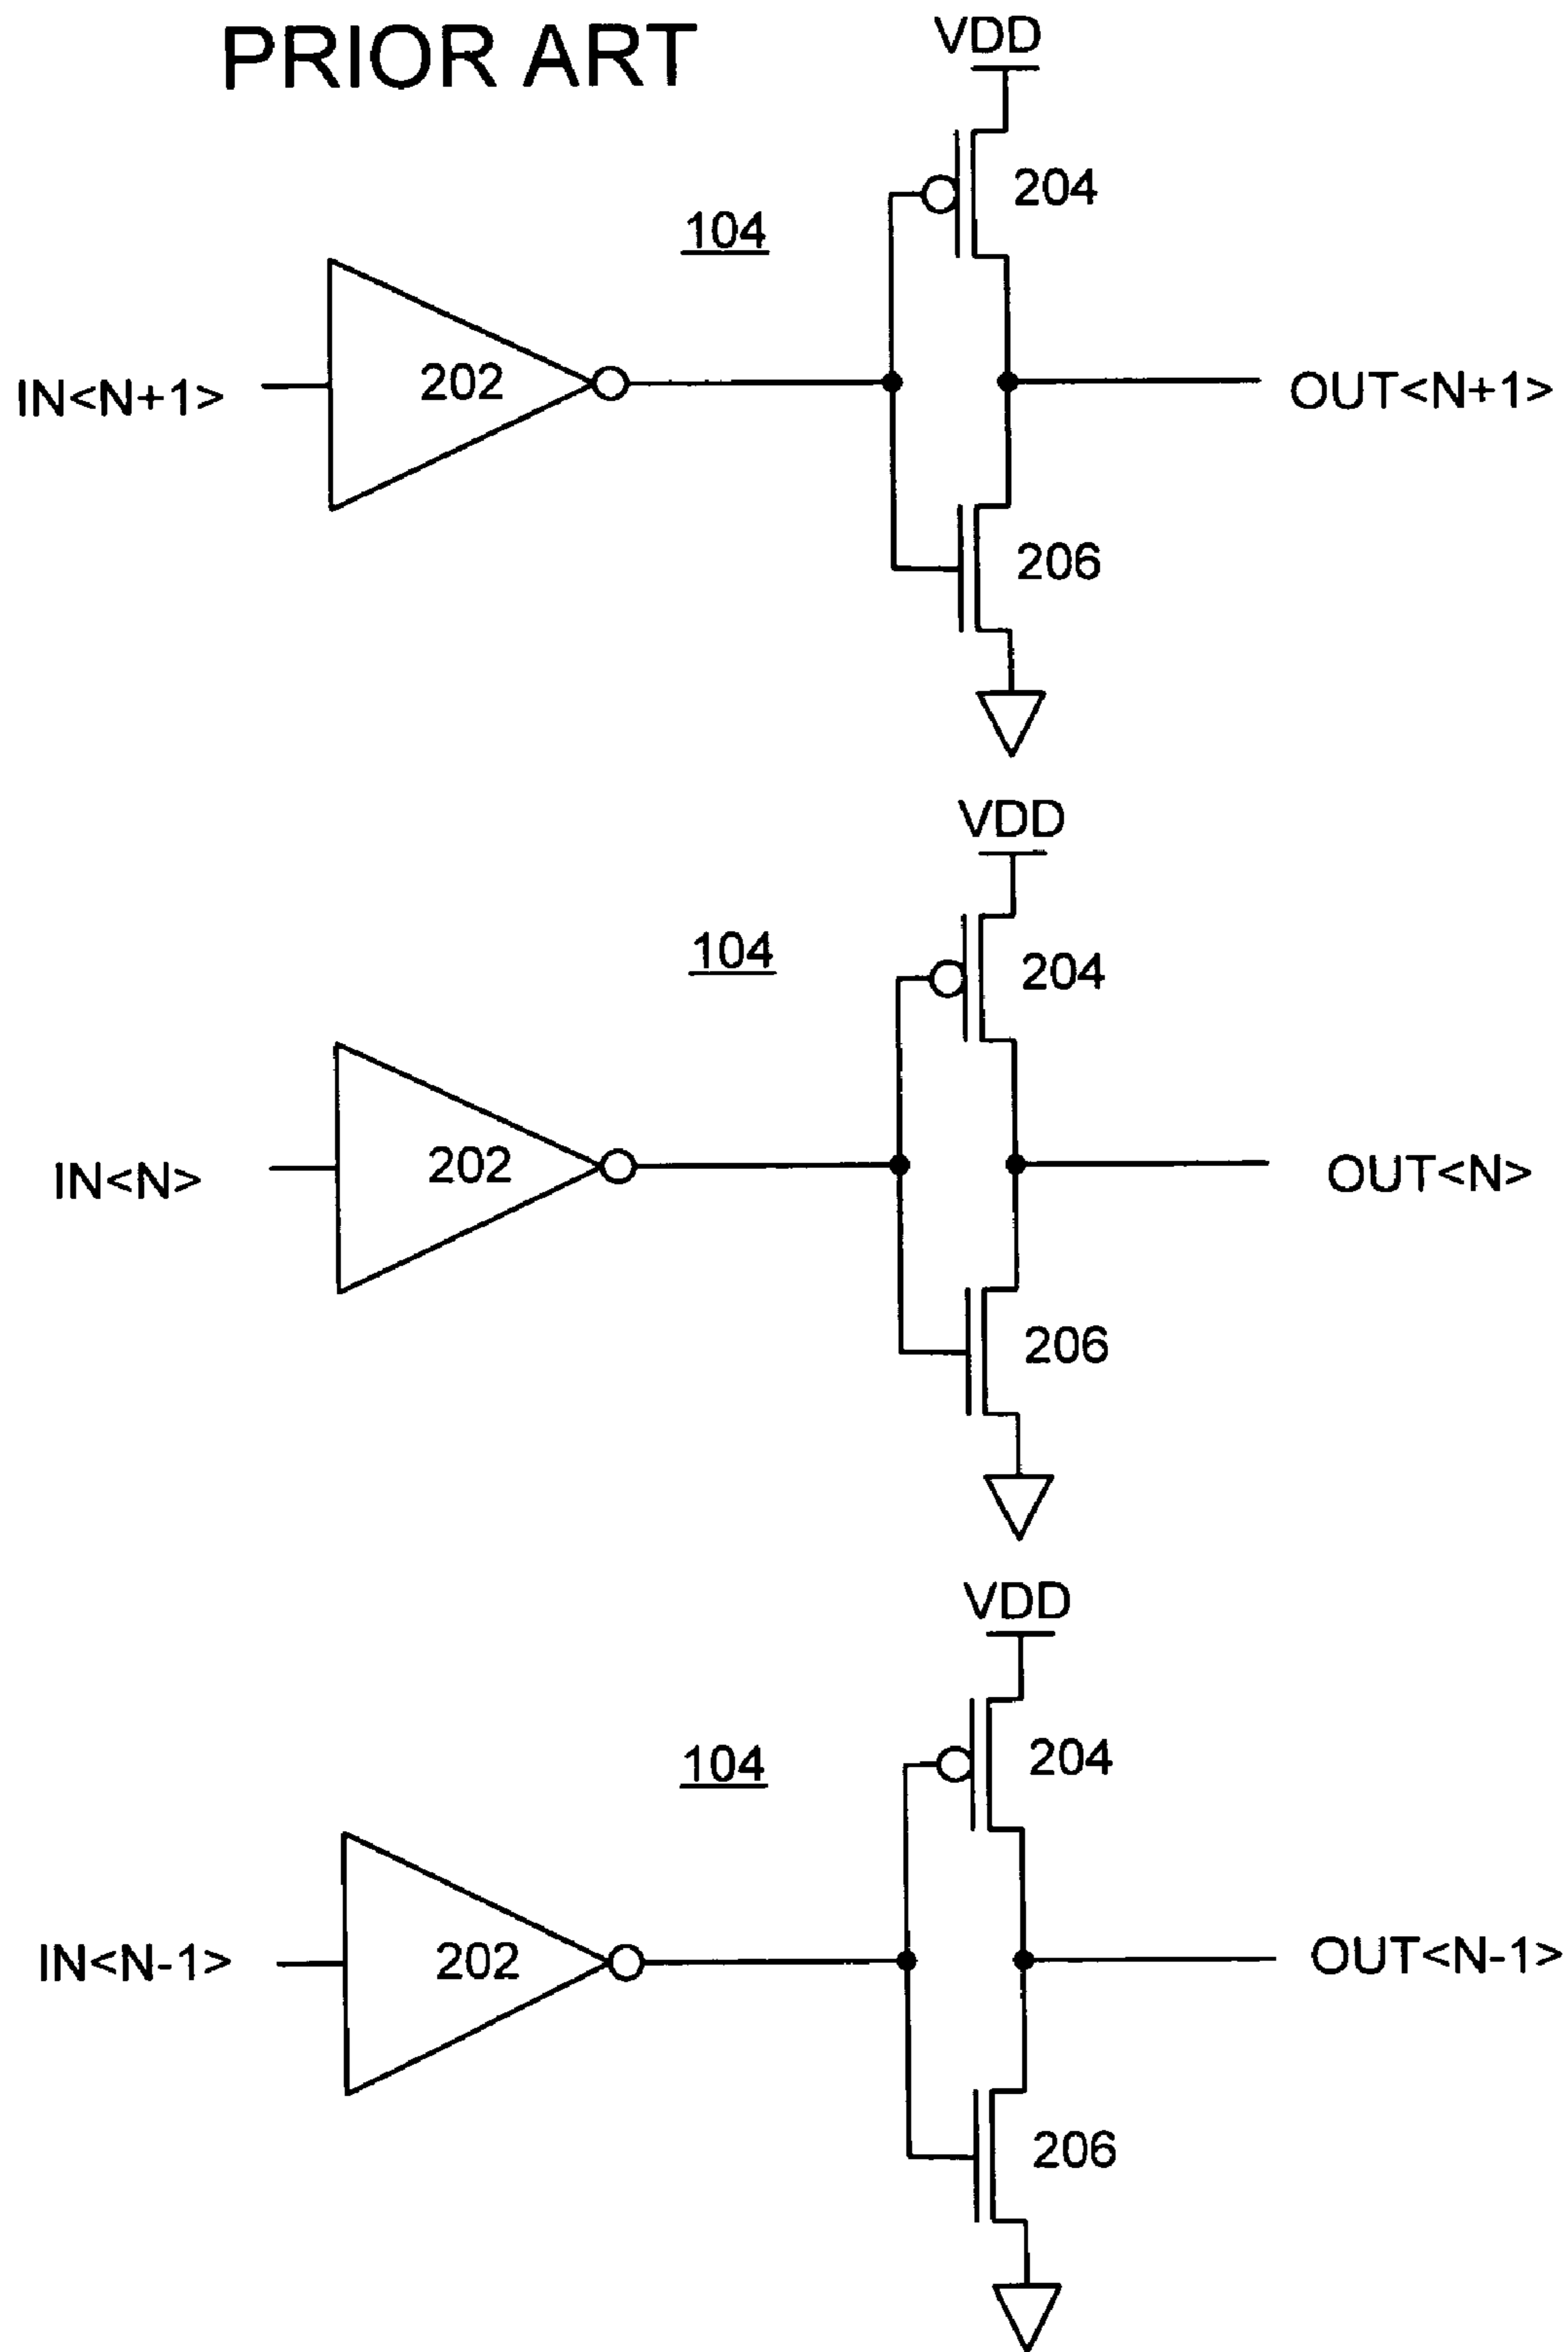 PRIOR ART
VDD
204
104
202
IN<N+1>
OUT<N+1>
206
VDD
104
204
202
IN<N>
OUT<N>
206
VDD
104
204
202
IN<N-1>
OUT<N-1>
206